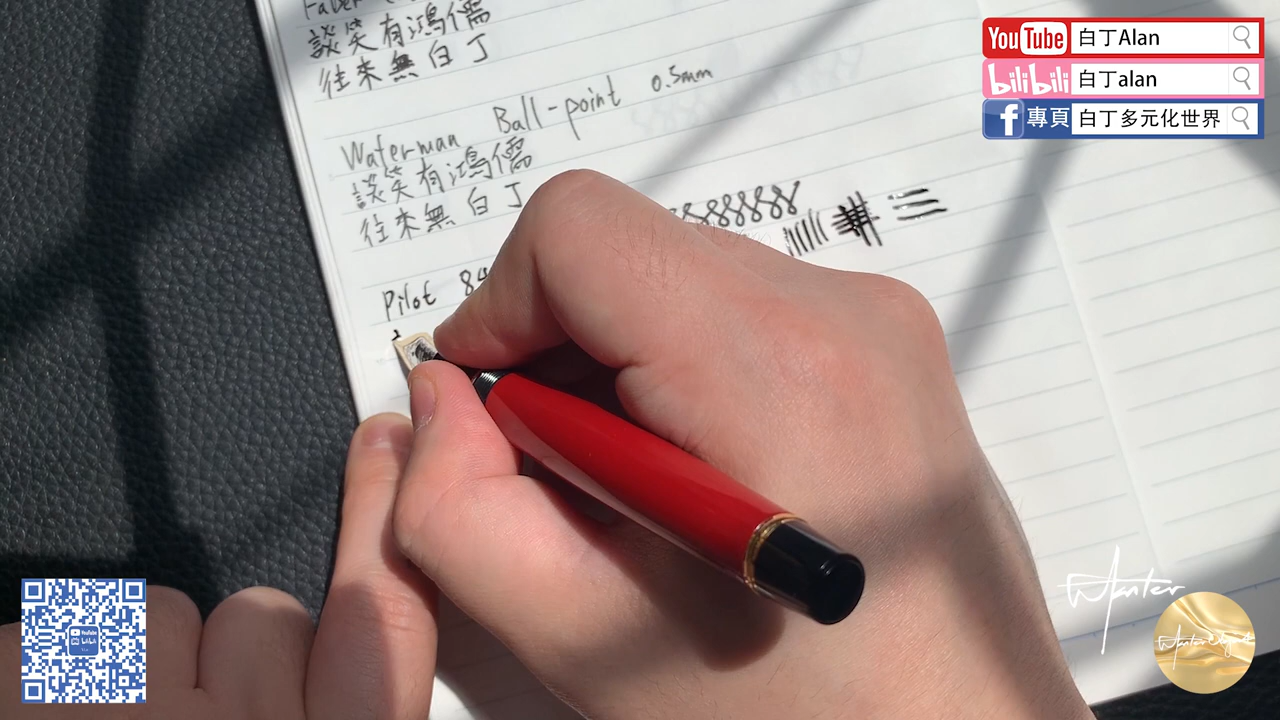 談笑有鴻儒
往來無白丁
Waterman Ball-point 0.5mm
談笑有鴻儒
往來無白丁
Pilot
YouTube 白丁Alan
bilibili 白丁alan
f 專頁 白丁多元化世界